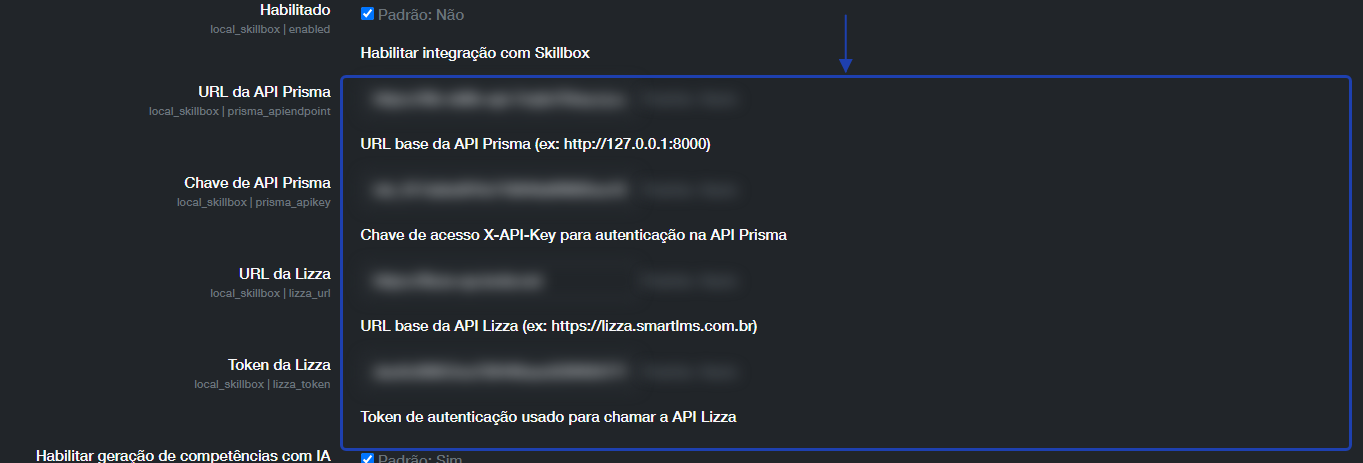 Habilitado
Padrão: Não
local_skillbox | enabled
Habilitar integração com Skillbox
URL da API Prisma
local_skillbox | prisma_apiendpoint
URL base da API Prisma (ex: http://127.0.0.1:8000)
Chave de API Prisma
local_skillbox | prisma_apikey
Chave de acesso X-API-Key para autenticação na API Prisma
URL da Lizza
local_skillbox | lizza_url
URL base da API Lizza (ex: https://lizza.smartlms.com.br)
Token da Lizza
local_skillbox | lizza_token
Token de autenticação usado para chamar a API Lizza
Habilitar geração de competências com IA
Padrão: Sim